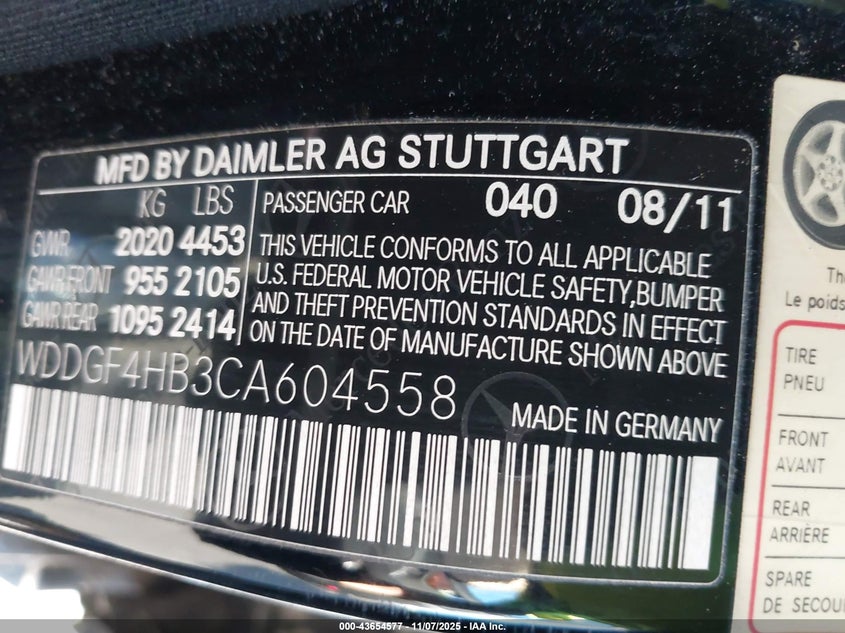 MFD BY DAIMLER AG STUTTGART
KG LBS
GVWR 2020 4453
GAWR FRONT 955 2105
GAWR REAR 1095 2414
PASSENGER CAR 040 08/11
THIS VEHICLE CONFORMS TO ALL APPLICABLE
U.S. FEDERAL MOTOR VEHICLE SAFETY,BUMPER
AND THEFT PREVENTION STANDARDS IN EFFECT
ON THE DATE OF MANUFACTURE SHOWN ABOVE
WDDGF4HB3CA604558
MADE IN GERMANY
Le poids
TIRE
PNEU
FRONT
AVANT
REAR
ARRIÈRE
SPARE
DE
000-43654577 — 11/07/2025 — IAA Inc.